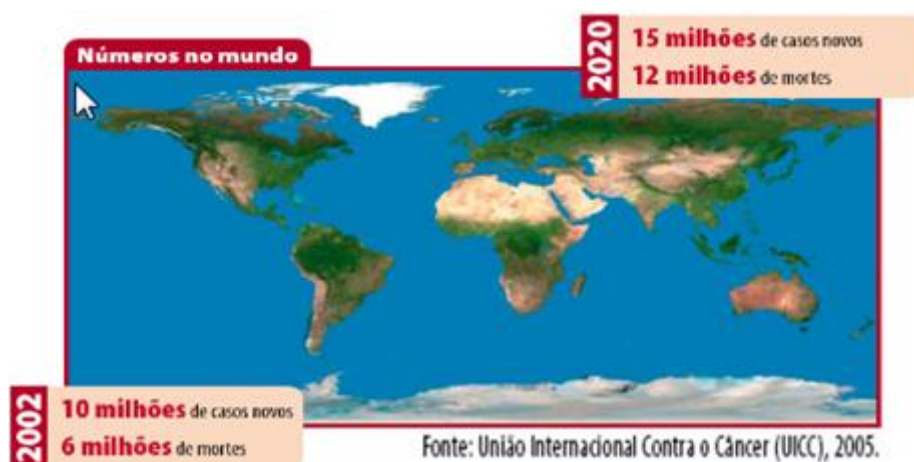 Números no mundo
2020
15 milhões de casos novos
12 milhões de mortes
2002
10 milhões de casos novos
6 milhões de mortes
Fonte: União Internacional Contra o Câncer (UICC), 2005.